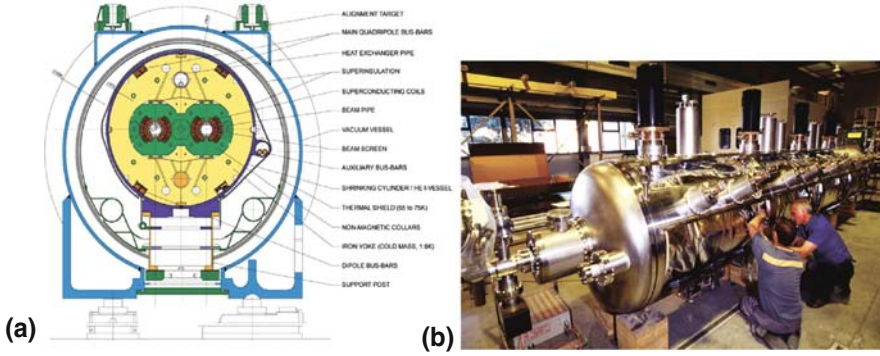 ALIGNMENT TARGET
MAIN QUADRIPOLE BUS-BARS
HEAT EXCHANGER PIPE
SUPERINSULATION
SUPERCONDUCTING COILS
BEAM PIPE
VACUUM VESSEL
BEAM SCREEN
AUXILIARY BUS-BARS
SHRINKING CYLINDER / HE I-VESSEL
THERMAL SHIELD (55 to 75K)
NON-MAGNETIC COLLARS
IRON YOKE (COLD MASS, 1.9K)
DIPOLE BUS-BARS
SUPPORT POST
(a)
(b)